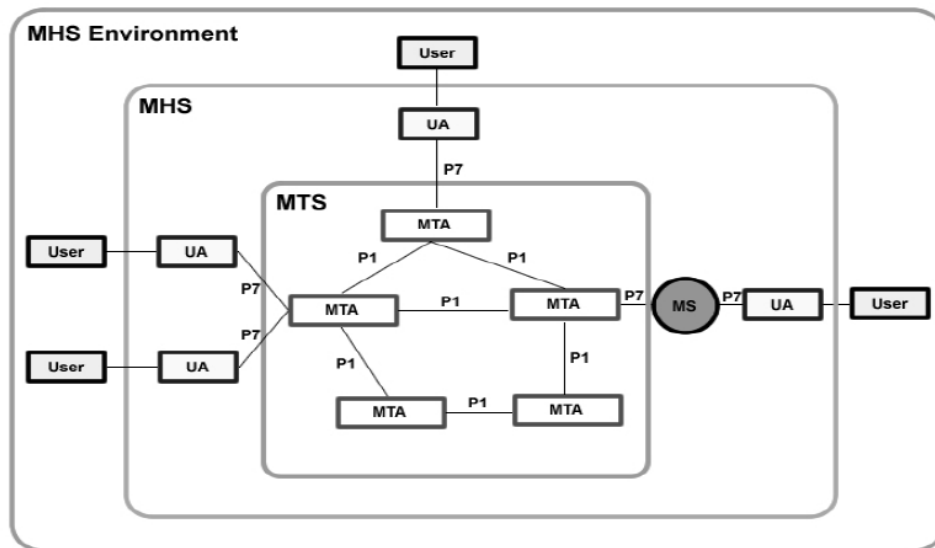 MHS Environment
User
MHS
UA
P7
MTS
MTA
User
UA
P1
P1
P7
MTA
P1
MTA
P7
MS
P7
UA
User
P7
User
UA
P1
P1
MTA
P1
MTA